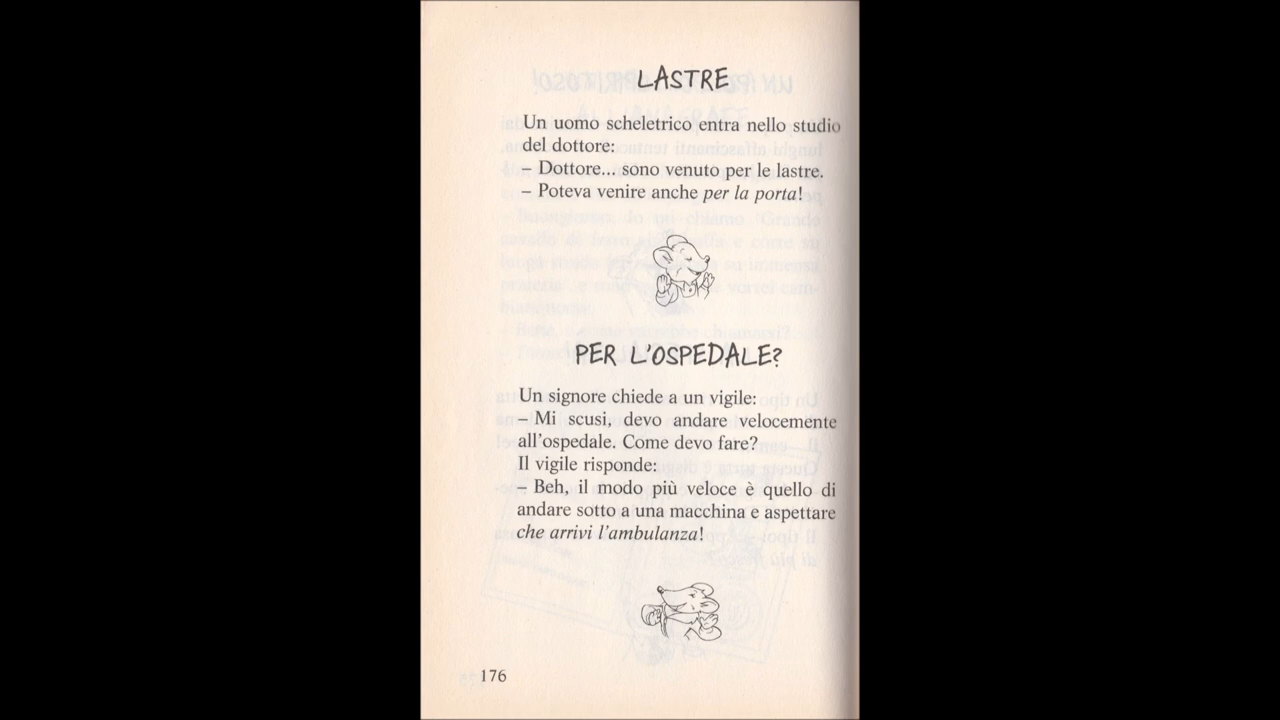 LASTRE
Un uomo scheletrico entra nello studio
del dottore:
– Dottore... sono venuto per le lastre.
– Poteva venire anche per la porta!
PER L'OSPEDALE?
Un signore chiede a un vigile:
– Mi scusi, devo andare velocemente
all'ospedale. Come devo fare?
Il vigile risponde:
– Beh, il modo più veloce è quello di
andare sotto a una macchina e aspettare
che arrivi l'ambulanza!
176